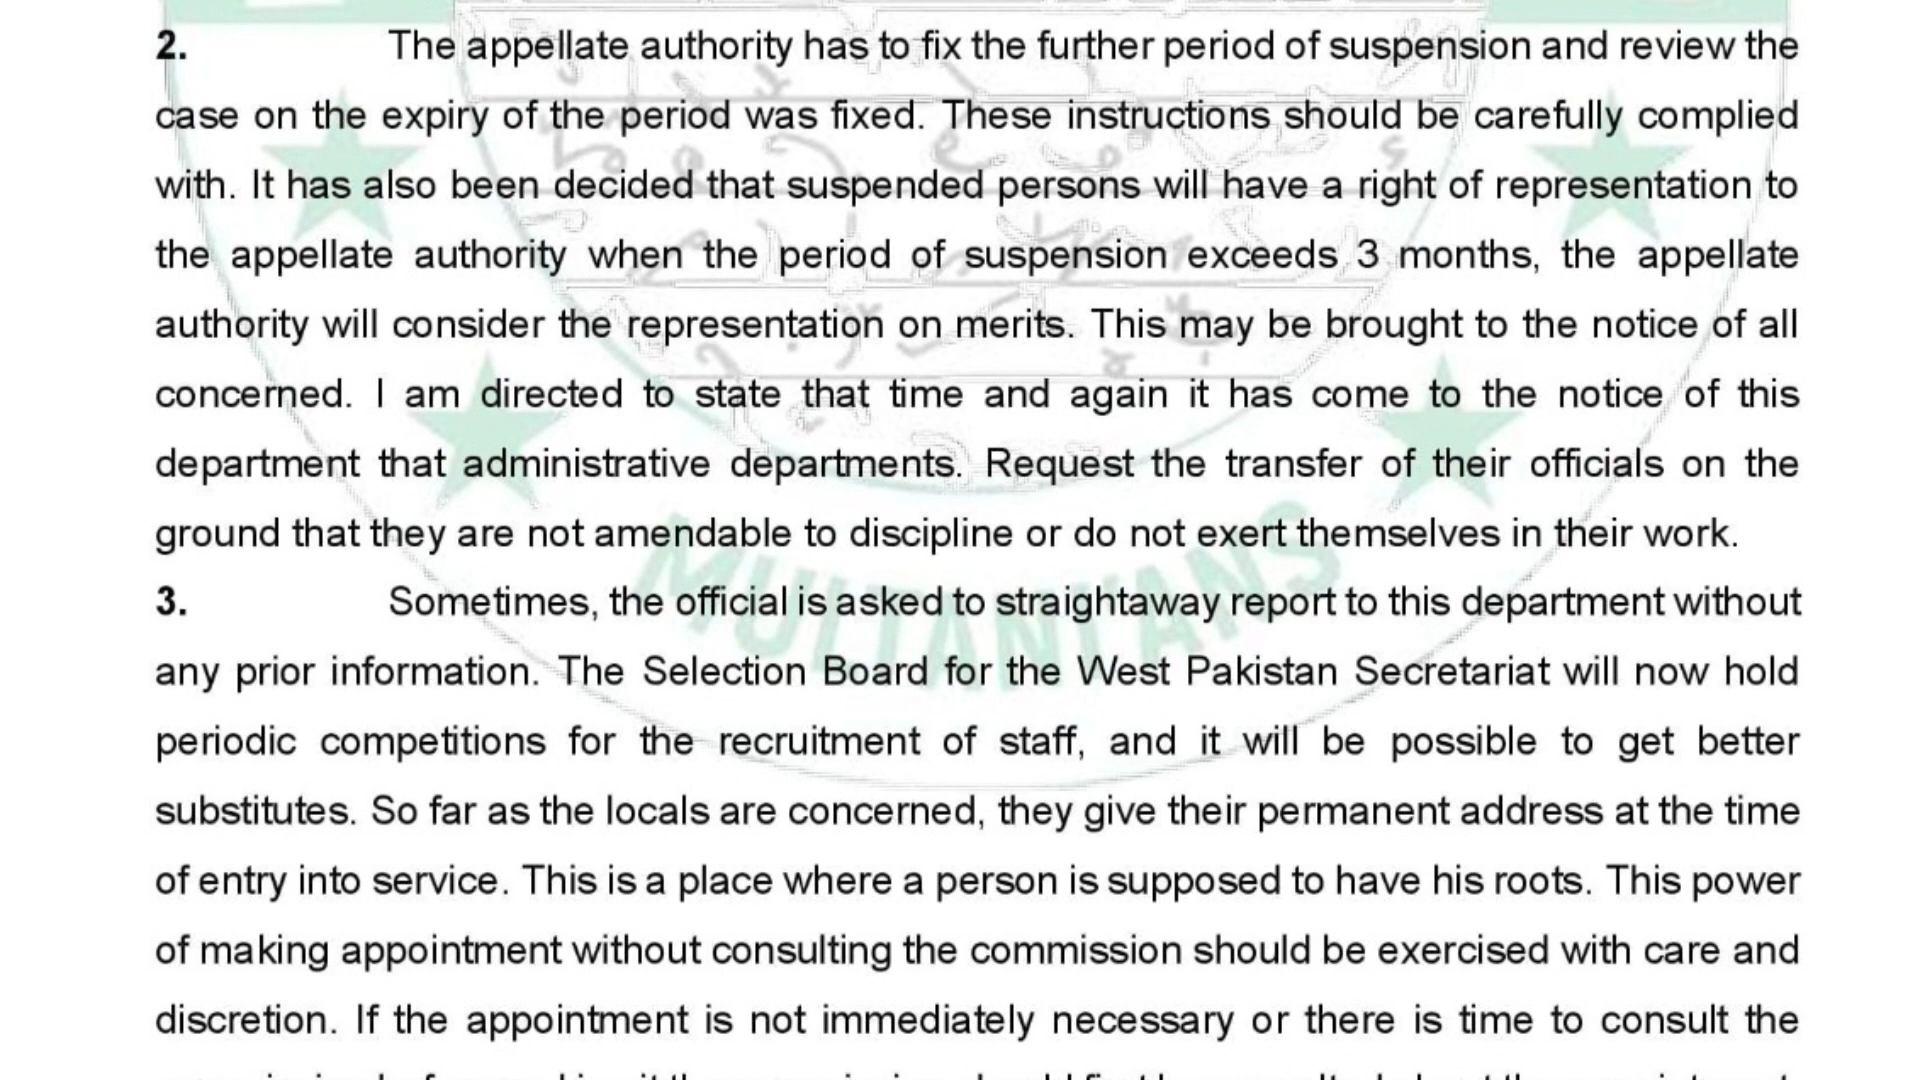 2. The appellate authority has to fix the further period of suspension and review the
case on the expiry of the period was fixed. These instructions should be carefully complied
with. It has also been decided that suspended persons will have a right of representation to
the appellate authority when the period of suspension exceeds 3 months, the appellate
authority will consider the representation on merits. This may be brought to the notice of all
concerned. I am directed to state that time and again it has come to the notice of this
department that administrative departments. Request the transfer of their officials on the
ground that they are not amendable to discipline or do not exert themselves in their work.
MULTANIANS
3. Sometimes, the official is asked to straightaway report to this department without
any prior information. The Selection Board for the West Pakistan Secretariat will now hold
periodic competitions for the recruitment of staff, and it will be possible to get better
substitutes. So far as the locals are concerned, they give their permanent address at the time
of entry into service. This is a place where a person is supposed to have his roots. This power
of making appointment without consulting the commission should be exercised with care and
discretion. If the appointment is not immediately necessary or there is time to consult the